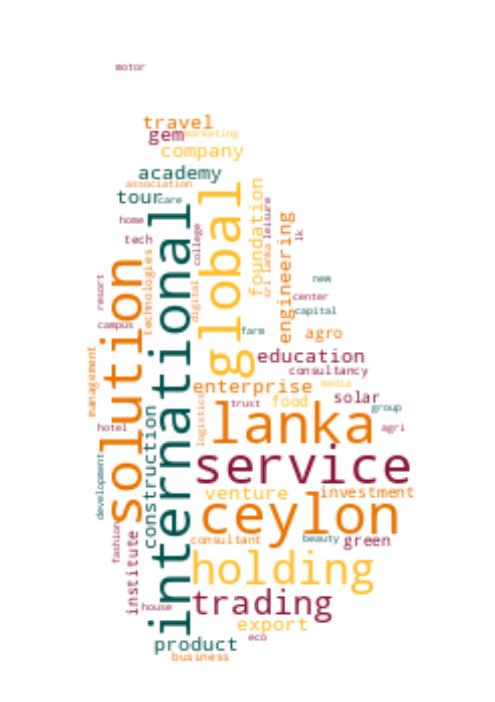 motor
travel
gem
marketing
company
academy
association
tour
care
home
tech
college
international
global
foundation
leisure
sri lanka
engineering
lk
technologies
digital
solution
resort
campus
new
center
capital
farm
agro
education
consultancy
management
enterprise
media
solar
food
trust
group
logistics
construction
lanka
hotel
agri
service
development
venture
investment
ceylon
fashion
institute
consultant
beauty
green
holding
trading
house
export
eco
product
business